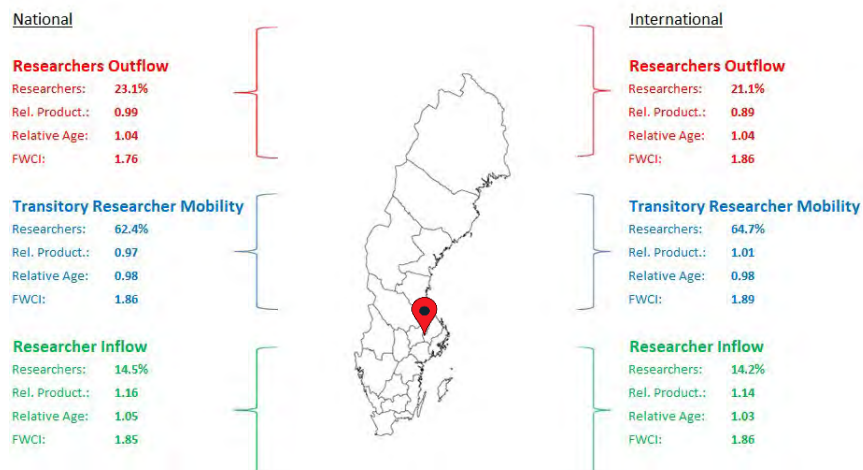 National
Researchers Outflow
Researchers: 23.1%
Rel. Product.: 0.99
Relative Age: 1.04
FWCI: 1.76
Transitory Researcher Mobility
Researchers: 62.4%
Rel. Product.: 0.97
Relative Age: 0.98
FWCI: 1.86
Researcher Inflow
Researchers: 14.5%
Rel. Product.: 1.16
Relative Age: 1.05
FWCI: 1.85
International
Researchers Outflow
Researchers: 21.1%
Rel. Product.: 0.89
Relative Age: 1.04
FWCI: 1.86
Transitory Researcher Mobility
Researchers: 64.7%
Rel. Product.: 1.01
Relative Age: 0.98
FWCI: 1.89
Researcher Inflow
Researchers: 14.2%
Rel. Product.: 1.14
Relative Age: 1.03
FWCI: 1.86